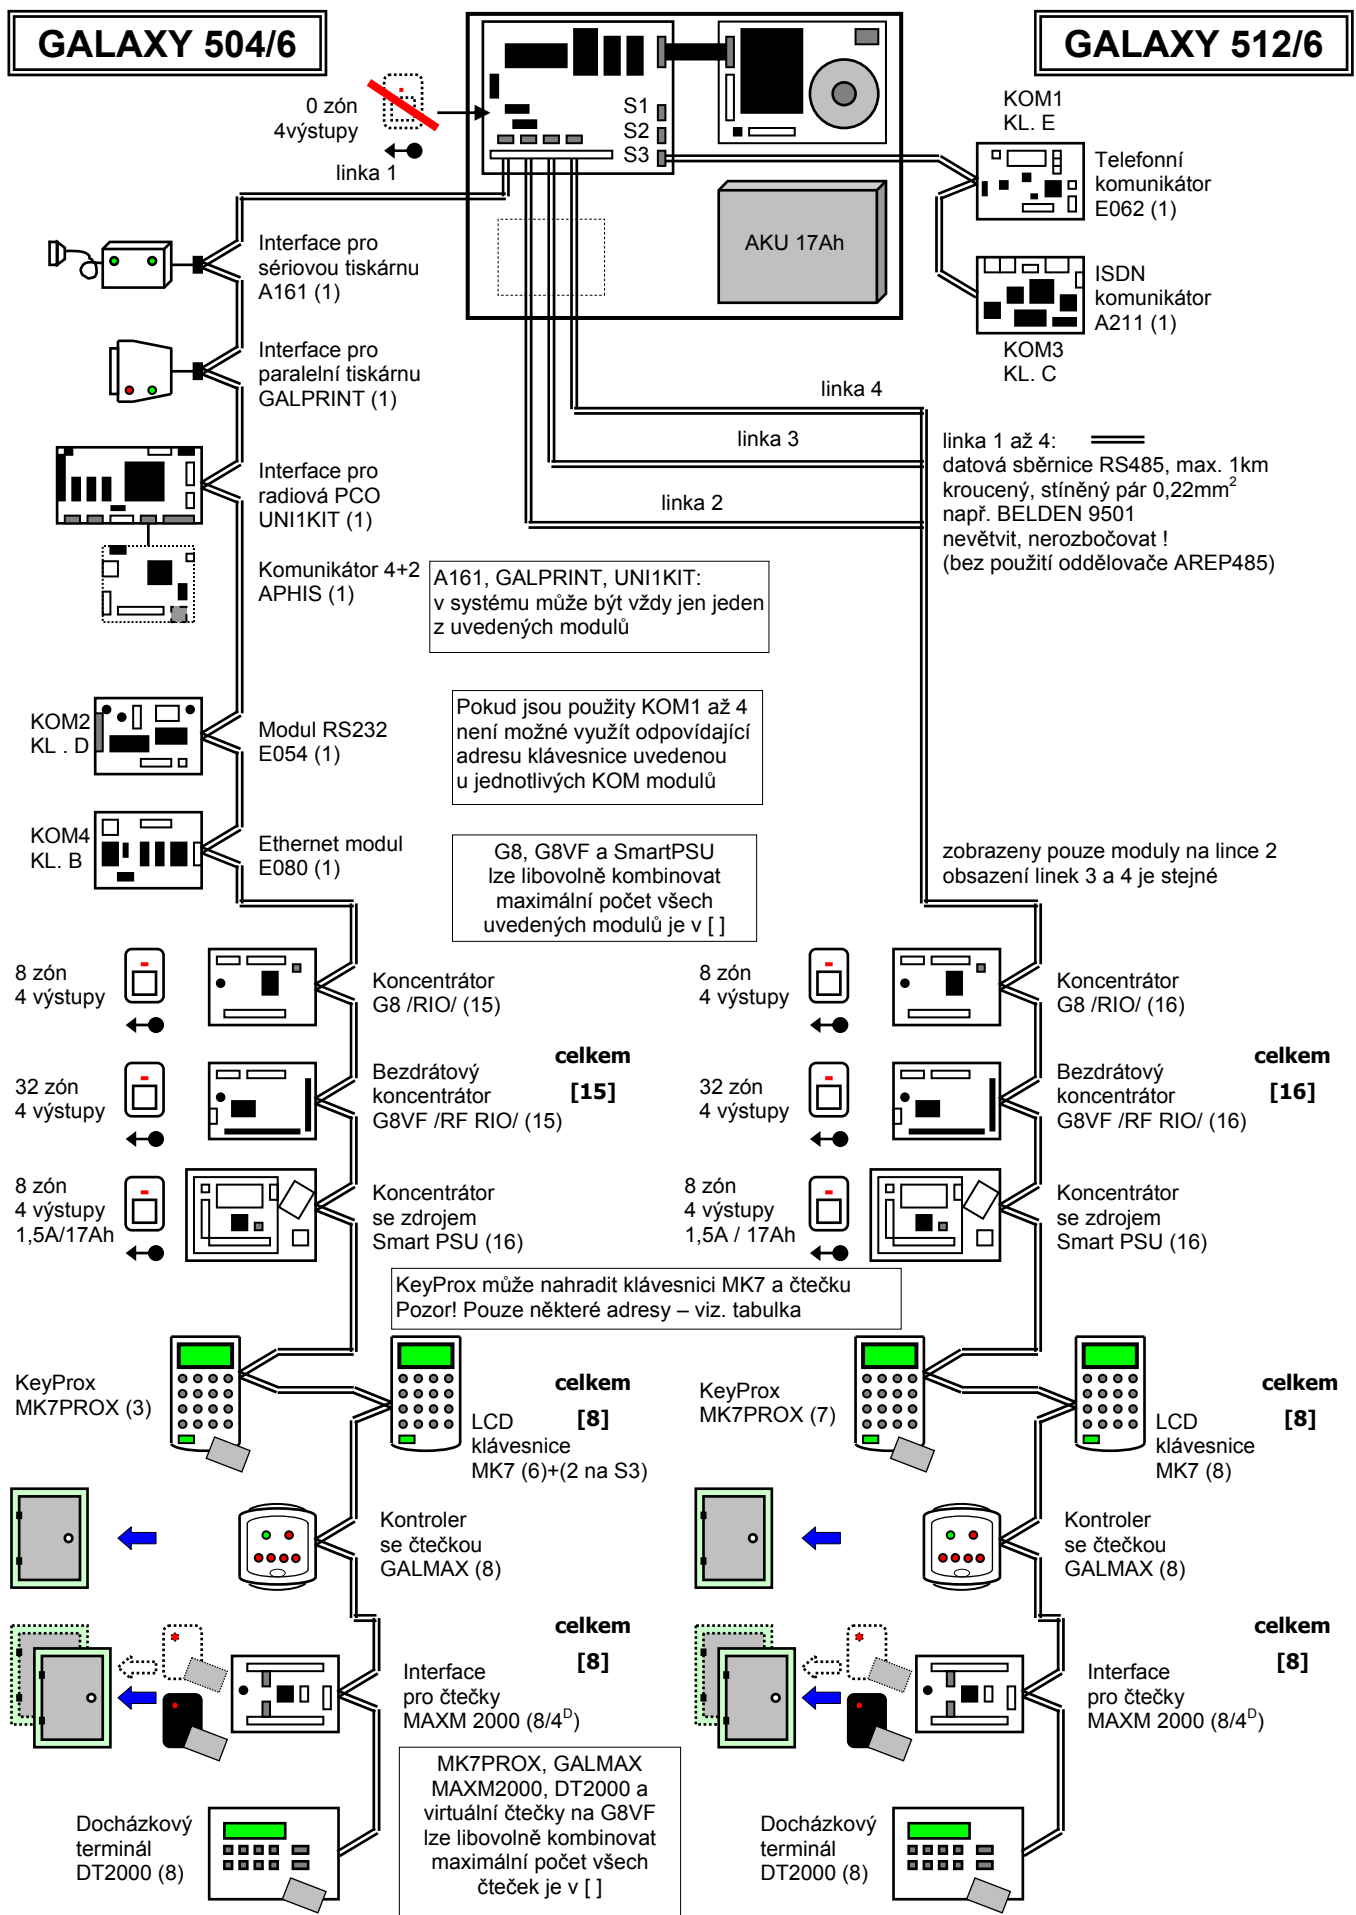 GALAXY 504/6
GALAXY 512/6
0 zón
4výstupy
linka 1
S1
S2
S3
AKU 17Ah
KOM1
KL. E
Telefonní
komunikátor
E062 (1)
ISDN
komunikátor
A211 (1)
KOM3
KL. C
Interface pro
sériovou tiskárnu
A161 (1)
Interface pro
paralelní tiskárnu
GALPRINT (1)
Interface pro
radiová PCO
UNI1KIT (1)
Komunikátor 4+2
APHIS (1)
linka 4
linka 3
linka 2
linka 1 až 4:
datová sběrnice RS485, max. 1km
kroucený, stíněný pár 0,22mm²
např. BELDEN 9501
nevětvit, nerozbočovat !
(bez použití oddělovače AREP485)
A161, GALPRINT, UNI1KIT:
v systému může být vždy jen jeden
z uvedených modulů
KOM2
KL . D
Modul RS232
E054 (1)
Pokud jsou použity KOM1 až 4
není možné využít odpovídající
adresu klávesnice uvedenou
u jednotlivých KOM modulů
KOM4
KL. B
Ethernet modul
E080 (1)
G8, G8VF a SmartPSU
lze libovolně kombinovat
maximální počet všech
uvedených modulů je v [ ]
zobrazeny pouze moduly na lince 2
obsazení linek 3 a 4 je stejné
8 zón
4 výstupy
Koncentrátor
G8 /RIO/ (15)
32 zón
4 výstupy
Bezdrátový
koncentrátor
G8VF /RF RIO/ (15)
celkem
[15]
8 zón
4 výstupy
1,5A/17Ah
Koncentrátor
se zdrojem
Smart PSU (16)
8 zón
4 výstupy
Koncentrátor
G8 /RIO/ (16)
32 zón
4 výstupy
Bezdrátový
koncentrátor
G8VF /RF RIO/ (16)
celkem
[16]
8 zón
4 výstupy
1,5A / 17Ah
Koncentrátor
se zdrojem
Smart PSU (16)
KeyProx může nahradit klávesnici MK7 a čtečku
Pozor! Pouze některé adresy – viz. tabulka
KeyProx
MK7PROX (3)
LCD
klávesnice
MK7 (6)+(2 na S3)
celkem
[8]
KeyProx
MK7PROX (7)
LCD
klávesnice
MK7 (8)
celkem
[8]
Kontroler
se čtečkou
GALMAX (8)
Kontroler
se čtečkou
GALMAX (8)
celkem
[8]
Interface
pro čtečky
MAXM 2000 (8/4ᴰ)
celkem
[8]
Interface
pro čtečky
MAXM 2000 (8/4ᴰ)
MK7PROX, GALMAX
MAXM2000, DT2000 a
virtuální čtečky na G8VF
lze libovolně kombinovat
maximální počet všech
čteček je v [ ]
Docházkový
terminál
DT2000 (8)
Docházkový
terminál
DT2000 (8)